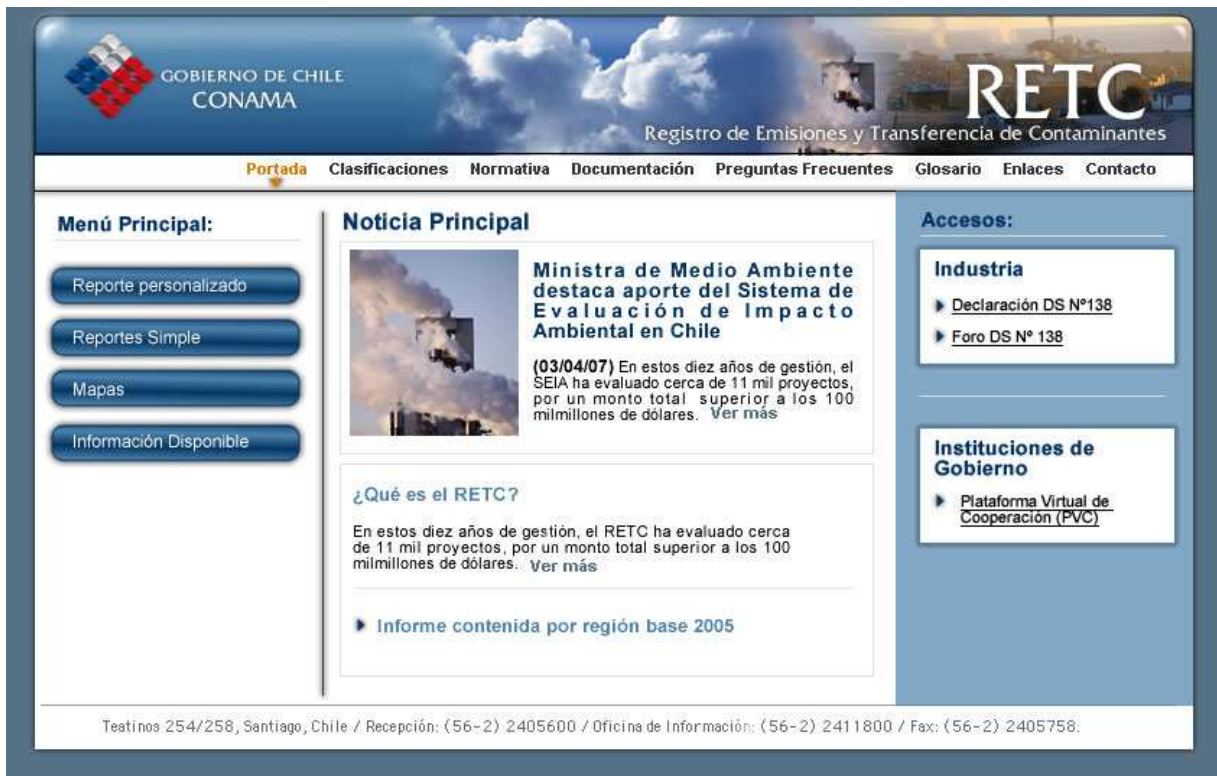 GOBIERNO DE CHILE
CONAMA
RETC
Registro de Emisiones y Transferencia de Contaminantes
Portada Clasificaciones Normativa Documentación Preguntas Frecuentes Glosario Enlaces Contacto
Menú Principal:
Reporte personalizado
Reportes Simple
Mapas
Información Disponible
Noticia Principal
Ministra de Medio Ambiente
destaca aporte del Sistema de
Evaluación de Impacto
Ambiental en Chile
(03/04/07) En estos diez años de gestión, el
SEIA ha evaluado cerca de 11 mil proyectos,
por un monto total superior a los 100
milmillones de dólares. Ver más
¿Qué es el RETC?
En estos diez años de gestión, el RETC ha evaluado cerca
de 11 mil proyectos, por un monto total superior a los 100
milmillones de dólares. Ver más
Informe contenida por región base 2005
Accesos:
Industria
Declaración DS Nº138
Foro DS Nº 138
Instituciones de
Gobierno
Plataforma Virtual de
Cooperación (PVC)
Teatinos 254/258, Santiago, Chile / Recepción: (56-2) 2405600 / Oficina de Información: (56-2) 2411800 / Fax: (56-2) 2405758.